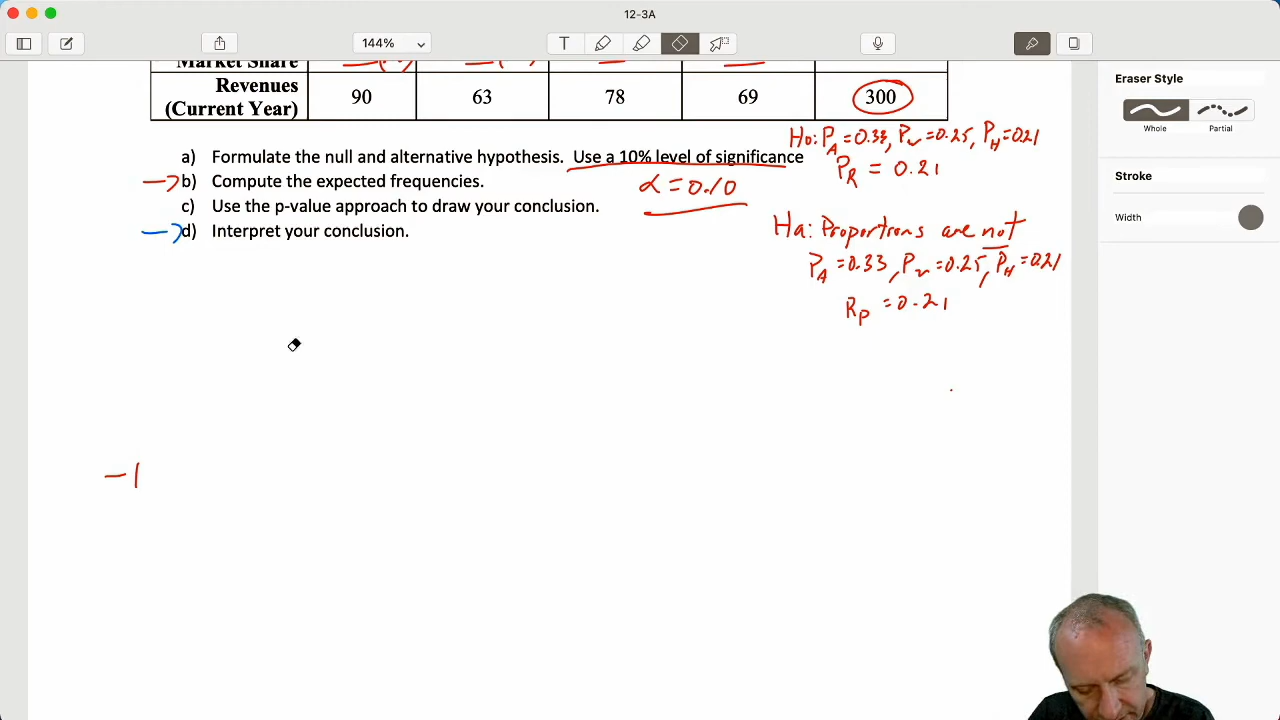 12-3A
144%
T
Eraser Style
Whole Partial
Stroke
Width
Market Share
Revenues (Current Year) 90 63 78 69 300
a) Formulate the null and alternative hypothesis. Use a 10% level of significance
b) Compute the expected frequencies.
c) Use the p-value approach to draw your conclusion.
d) Interpret your conclusion.
α = 0.10
Ho: PA = 0.33, Pv = 0.25, PH = 0.21
PR = 0.21
Ha: Proportions are not
PA = 0.33, Pv = 0.25, PH = 0.21
RP = 0.21
-1